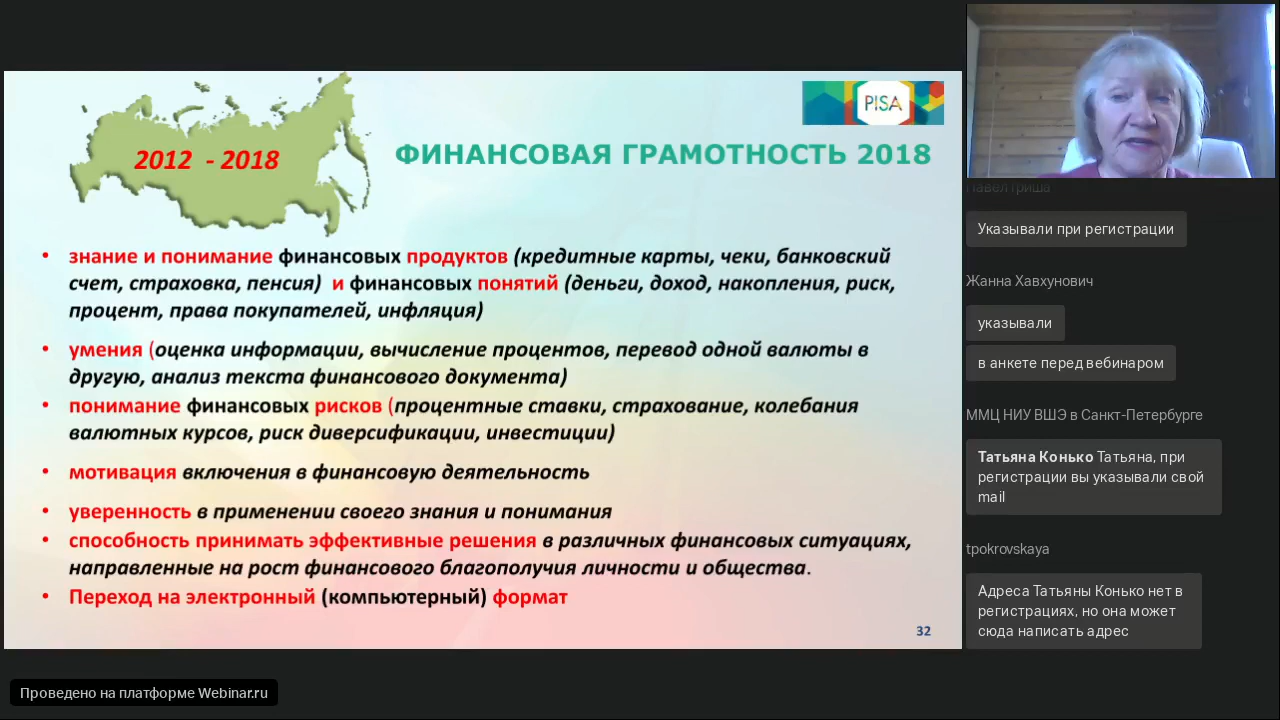 PISA
2012 - 2018
ФИНАНСОВАЯ ГРАМОТНОСТЬ 2018
• знание и понимание финансовых продуктов (кредитные карты, чеки, банковский
счет, страховка, пенсия) и финансовых понятий (деньги, доход, накопления, риск,
процент, права покупателей, инфляция)
• умения (оценка информации, вычисление процентов, перевод одной валюты в
другую, анализ текста финансового документа)
• понимание финансовых рисков (процентные ставки, страхование, колебания
валютных курсов, риск диверсификации, инвестиции)
• мотивация включения в финансовую деятельность
• уверенность в применении своего знания и понимания
• способность принимать эффективные решения в различных финансовых ситуациях,
направленные на рост финансового благополучия личности и общества.
• Переход на электронный (компьютерный) формат
32
Павел Гриша
Указывали при регистрации
Жанна Хавхунович
указывали
в анкете перед вебинаром
ММЦ НИУ ВШЭ в Санкт-Петербурге
Татьяна Конько Татьяна, при
регистрации вы указывали свой
mail
tpokrovskaya
Адреса Татьяны Конько нет в
регистрациях, но она может
сюда написать адрес
Проведено на платформе Webinar.ru